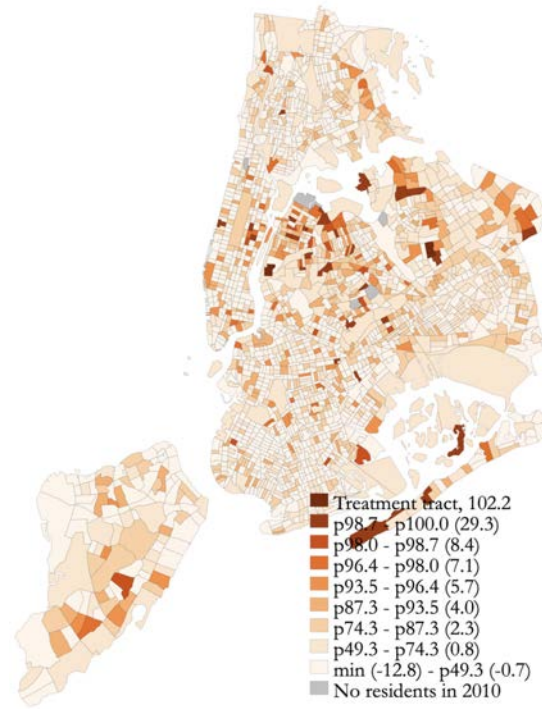 Treatment tract, 102.2
p98.7 - p100.0 (29.3)
p98.0 - p98.7 (8.4)
p96.4 - p98.0 (7.1)
p93.5 - p96.4 (5.7)
p87.3 - p93.5 (4.0)
p74.3 - p87.3 (2.3)
p49.3 - p74.3 (0.8)
min (-12.8) - p49.3 (-0.7)
No residents in 2010